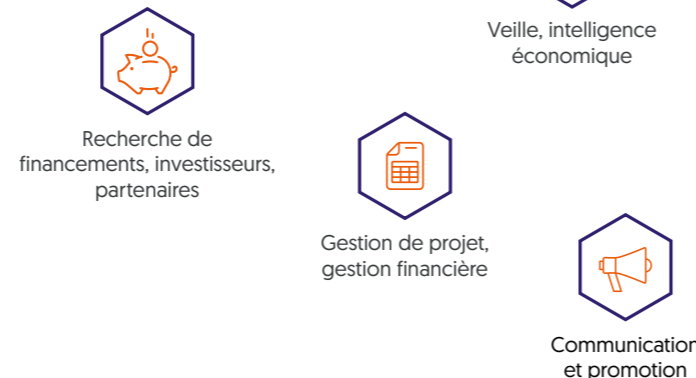 Veille, intelligence
économique
Recherche de
financements, investisseurs,
partenaires
Gestion de projet,
gestion financière
Communication
et promotion